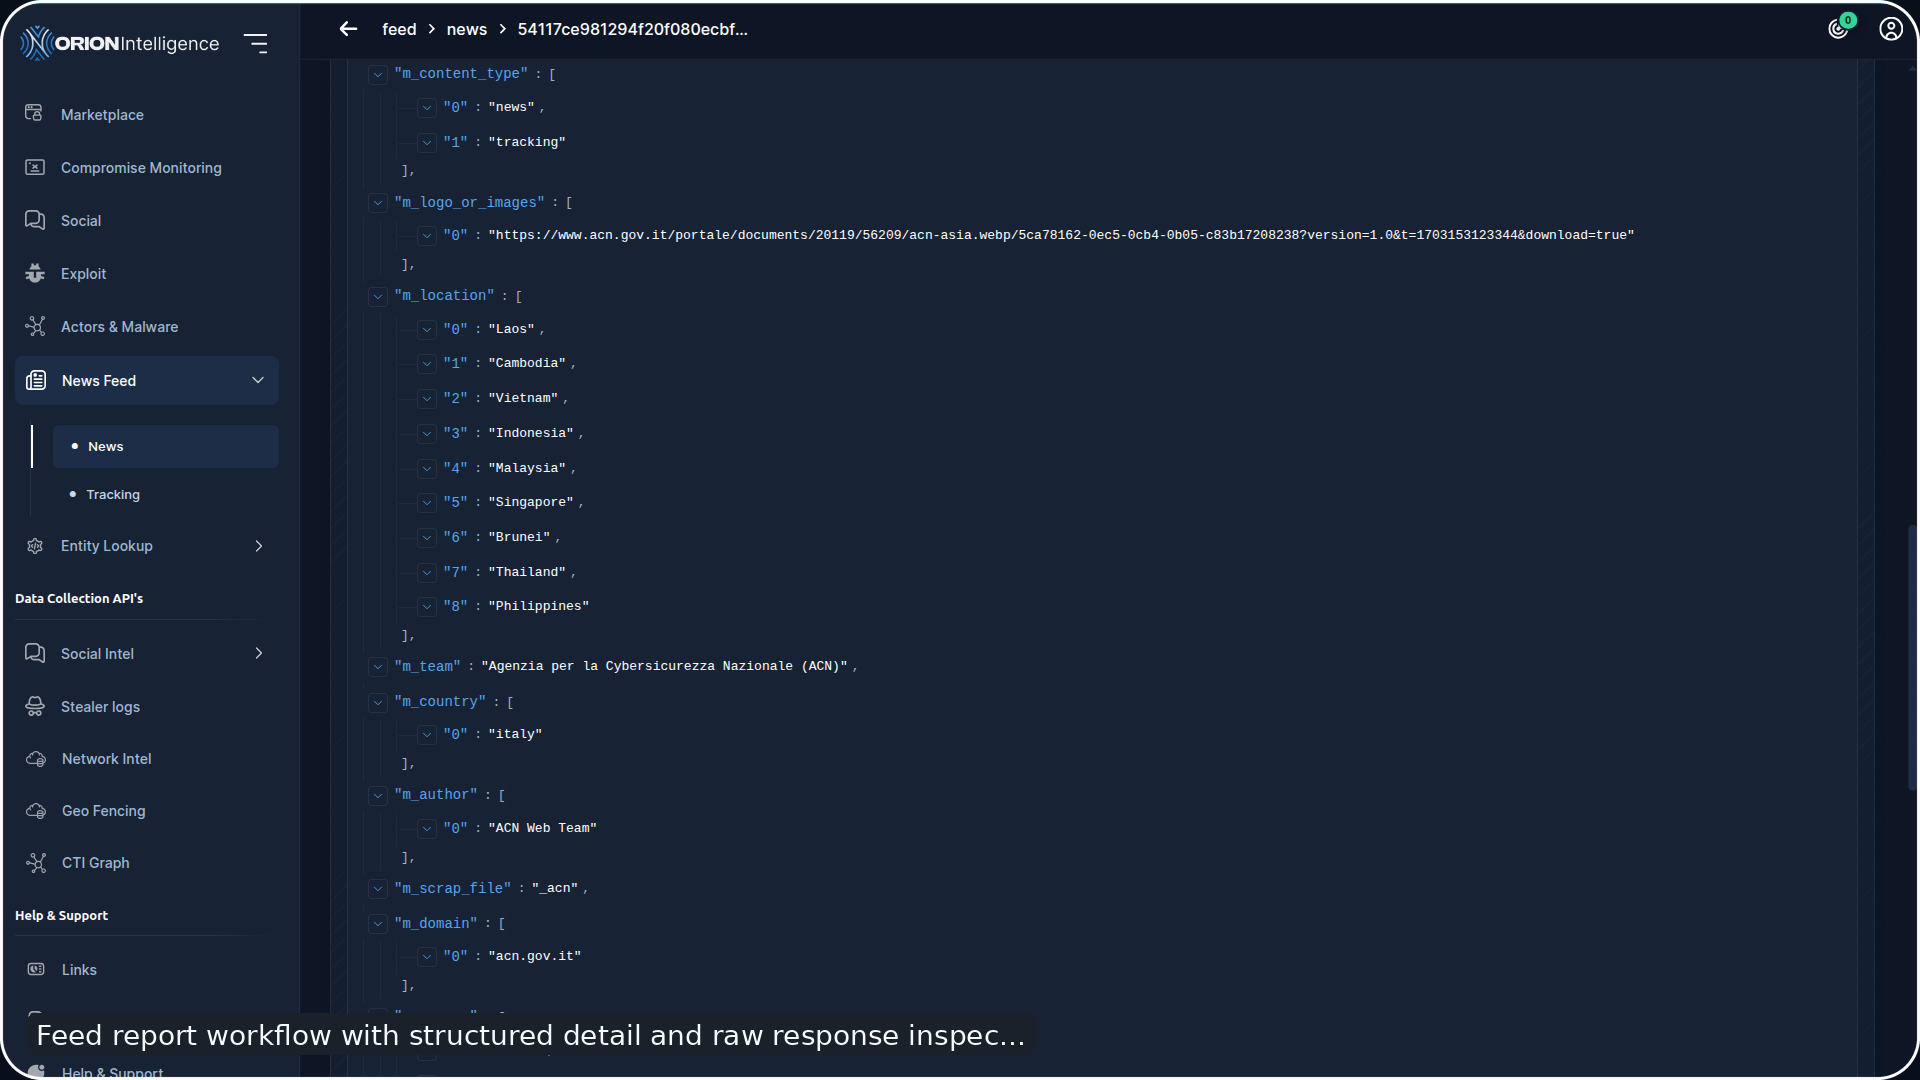 ORIONIntelligence
feed > news > 54117ce981294f20f080ecbf...
0
Marketplace
Compromise Monitoring
Social
Exploit
Actors & Malware
News Feed
News
Tracking
Entity Lookup
Data Collection API's
Social Intel
Stealer logs
Network Intel
Geo Fencing
CTI Graph
Help & Support
Links
Help & Support
"m_content_type" : [
"0" : "news" ,
"1" : "tracking"
],
"m_logo_or_images" : [
"0" : "https://www.acn.gov.it/portale/documents/20119/56209/acn-asia.webp/5ca78162-0ec5-0cb4-0b05-c83b17208238?version=1.0&t=1703153123344&download=true"
],
"m_location" : [
"0" : "Laos" ,
"1" : "Cambodia" ,
"2" : "Vietnam" ,
"3" : "Indonesia" ,
"4" : "Malaysia" ,
"5" : "Singapore" ,
"6" : "Brunei" ,
"7" : "Thailand" ,
"8" : "Philippines"
],
"m_team" : "Agenzia per la Cybersicurezza Nazionale (ACN)" ,
"m_country" : [
"0" : "italy"
],
"m_author" : [
"0" : "ACN Web Team"
],
"m_scrap_file" : "_acn" ,
"m_domain" : [
"0" : "acn.gov.it"
],
Feed report workflow with structured detail and raw response inspec...